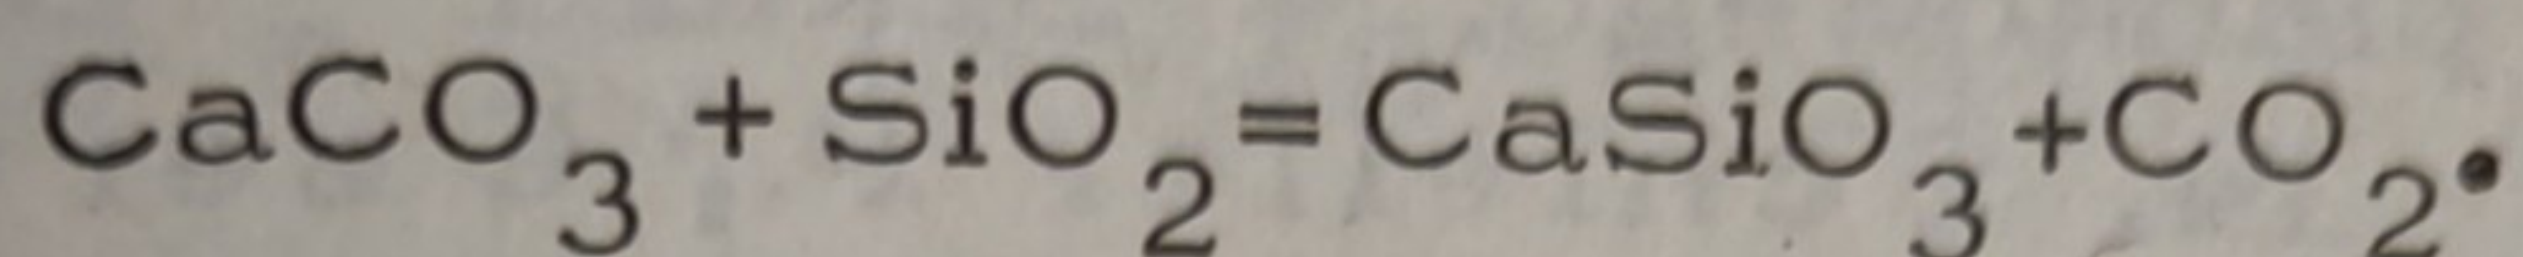 CaCO₃ + SiO₂ = CaSiO₃ + CO₂.